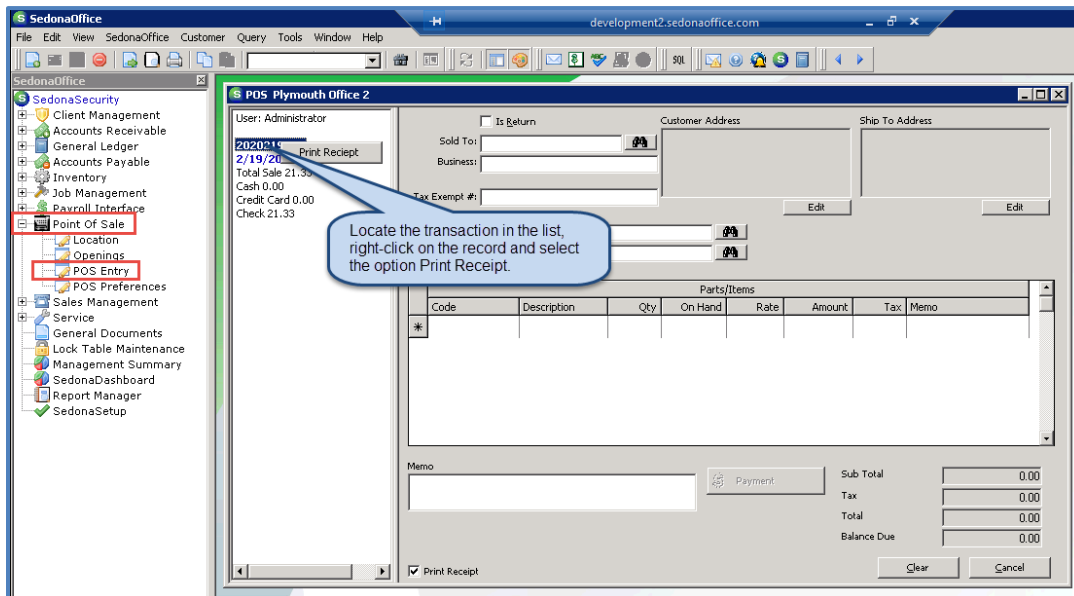 SedonaOffice
development2.sedonaoffice.com
File Edit View SedonaOffice Customer Query Tools Window Help
SQL
SedonaOffice
SedonaSecurity
Client Management
Accounts Receivable
General Ledger
Accounts Payable
Inventory
Job Management
Payroll Interface
Point Of Sale
Location
Openings
POS Entry
POS Preferences
Sales Management
Service
General Documents
Lock Table Maintenance
Management Summary
SedonaDashboard
Report Manager
SedonaSetup
POS Plymouth Office 2
User: Administrator
Print Reciept
2/19/20
Total Sale 21.33
Cash 0.00
Credit Card 0.00
Check 21.33
Is Return
Sold To:
Business:
Tax Exempt #:
Customer Address
Edit
Ship To Address
Edit
Locate the transaction in the list,
right-click on the record and select
the option Print Receipt.
Parts/Items
Code Description Qty On Hand Rate Amount Tax Memo
Memo
Payment
Sub Total 0.00
Tax 0.00
Total 0.00
Balance Due 0.00
Print Receipt
Clear Cancel